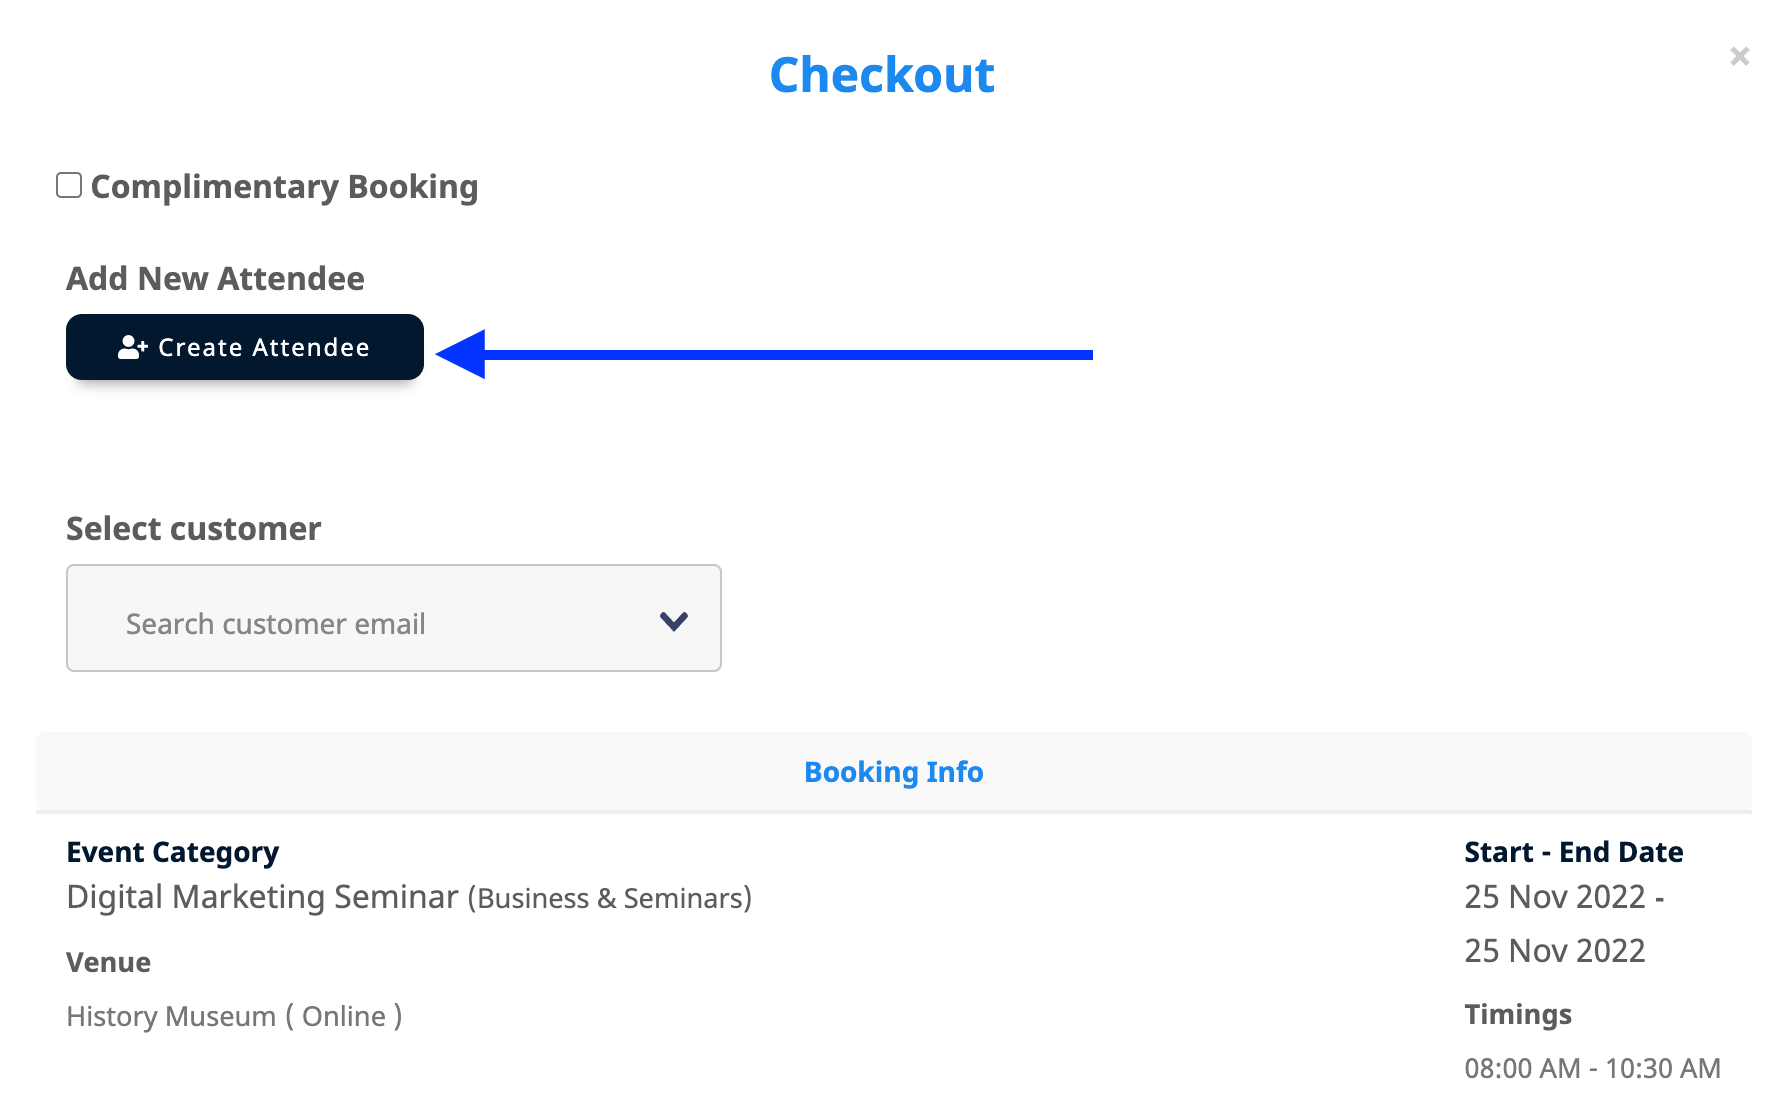 Checkout
×
Complimentary Booking
Add New Attendee
Create Attendee
Select customer
Search customer email
Booking Info
Event Category
Digital Marketing Seminar (Business & Seminars)
Venue
History Museum ( Online )
Start - End Date
25 Nov 2022 -
25 Nov 2022
Timings
08:00 AM - 10:30 AM